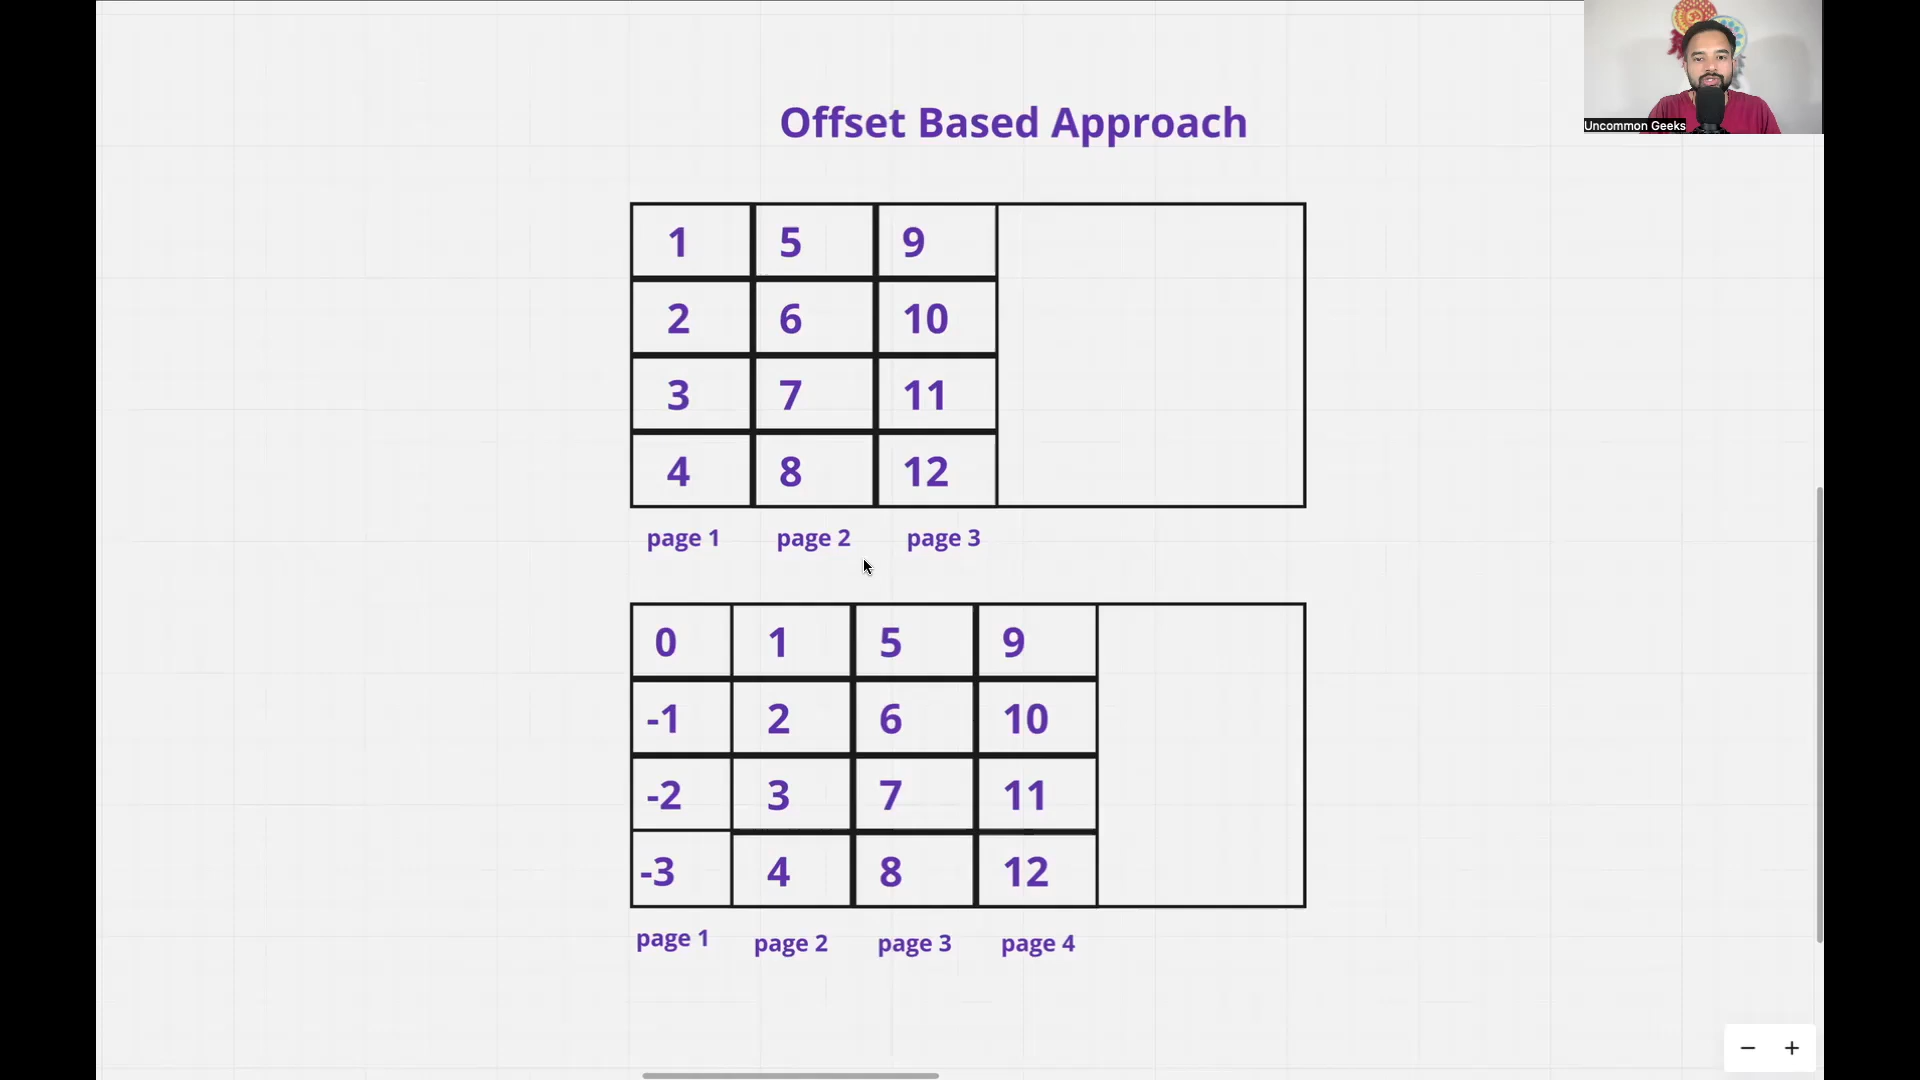 Uncommon Geeks
Offset Based Approach
1 5 9
2 6 10
3 7 11
4 8 12
page 1 page 2 page 3
0 1 5 9
-1 2 6 10
-2 3 7 11
-3 4 8 12
page 1 page 2 page 3 page 4